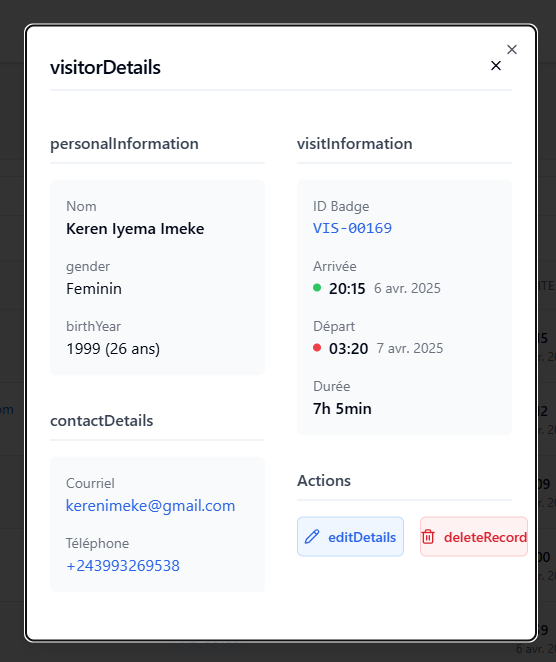 visitorDetails
personalInformation
Nom
Keren Iyema Imeke
gender
Feminin
birthYear
1999 (26 ans)
contactDetails
Courriel
kerenimeke@gmail.com
Téléphone
+243993269538
visitInformation
ID Badge
VIS-00169
Arrivée
20:15 6 avr. 2025
Départ
03:20 7 avr. 2025
Durée
7h 5min
Actions
editDetails
deleteRecord